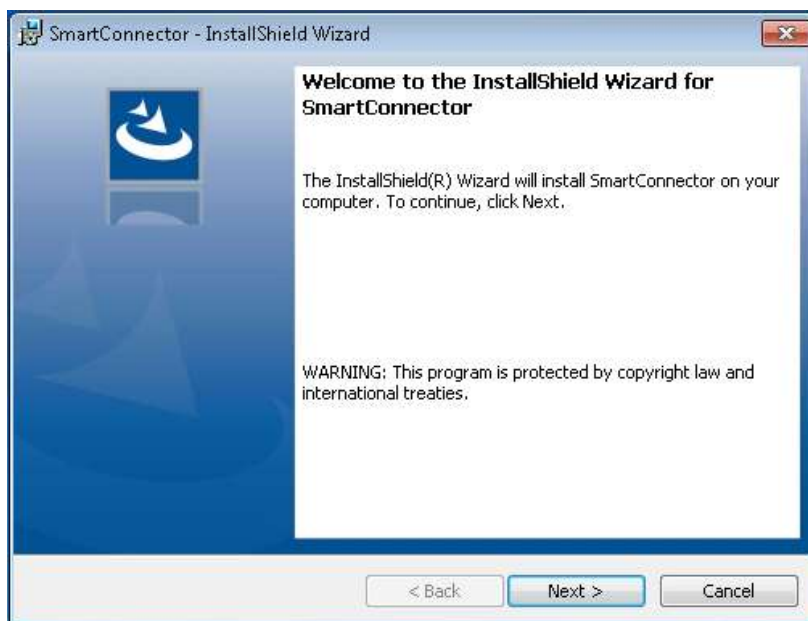 SmartConnector - InstallShield Wizard
Welcome to the InstallShield Wizard for
SmartConnector
The InstallShield(R) Wizard will install SmartConnector on your
computer. To continue, click Next.
WARNING: This program is protected by copyright law and
international treaties.
< Back Next > Cancel